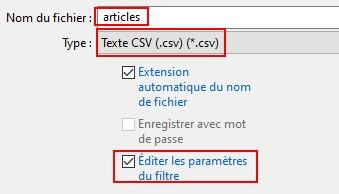 Nom du fichier : articles
Type : Texte CSV (.csv) (*.csv)
Extension
automatique du nom
de fichier
Enregistrer avec mot
de passe
Éditer les paramètres
du filtre